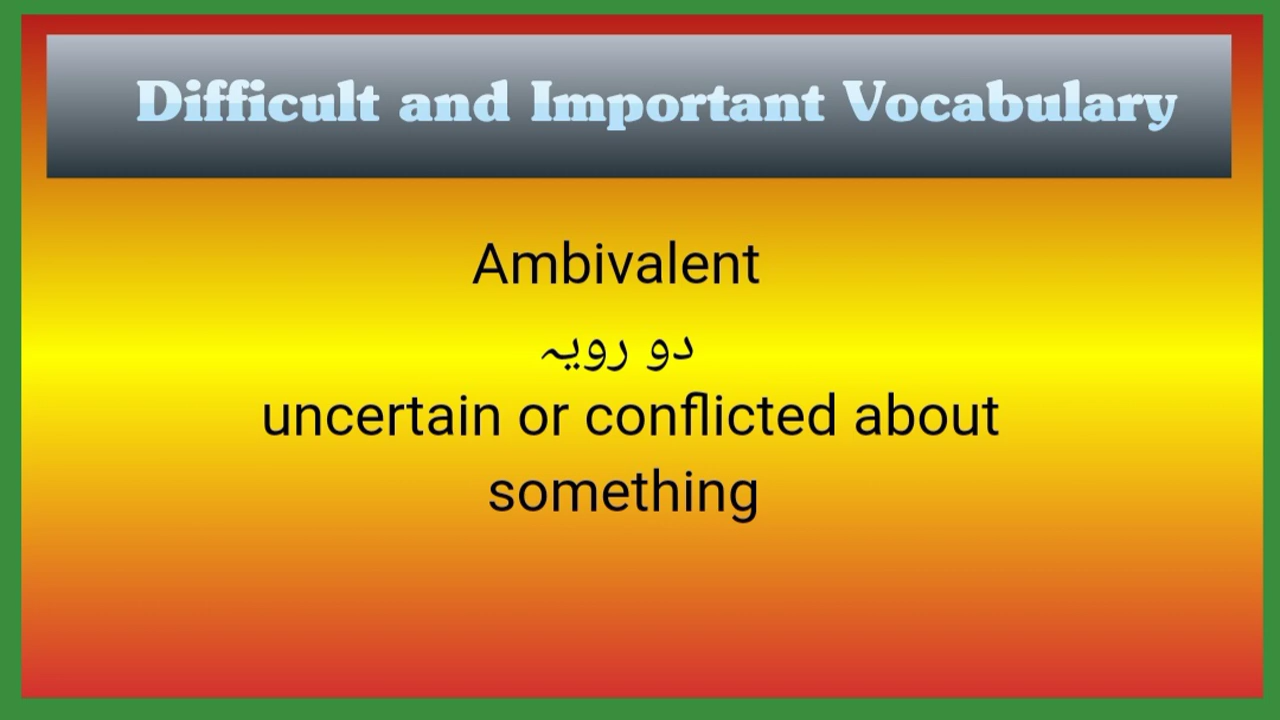 Difficult and Important Vocabulary
Ambivalent
دو رویہ
uncertain or conflicted about
something